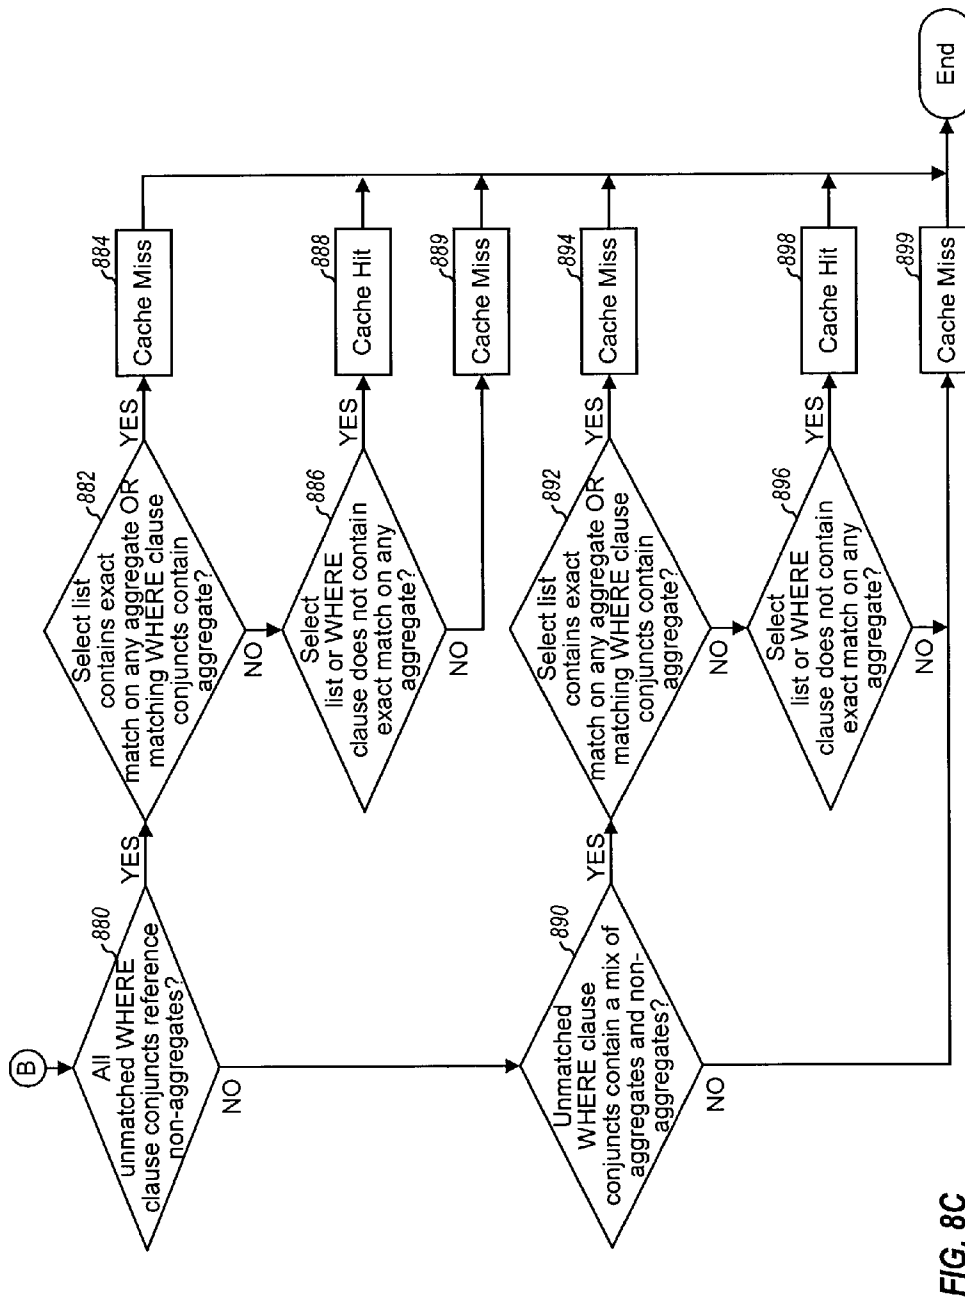 B
All
unmatched WHERE
clause conjuncts reference
non-aggregates?
880
YES
NO
Select list
contains exact
match on any aggregate OR
matching WHERE clause
conjuncts contain
aggregate?
882
YES
NO
Cache Miss
884
Select
list or WHERE
clause does not contain
exact match on any
aggregate?
886
YES
NO
Cache Hit
888
Cache Miss
889
Unmatched
WHERE clause
conjuncts contain a mix of
aggregates and non-
aggregates?
890
YES
NO
Select list
contains exact
match on any aggregate OR
matching WHERE clause
conjuncts contain
aggregate?
892
YES
NO
Cache Miss
894
Select
list or WHERE
clause does not contain
exact match on any
aggregate?
896
YES
NO
Cache Hit
898
Cache Miss
899
End
FIG. 8C